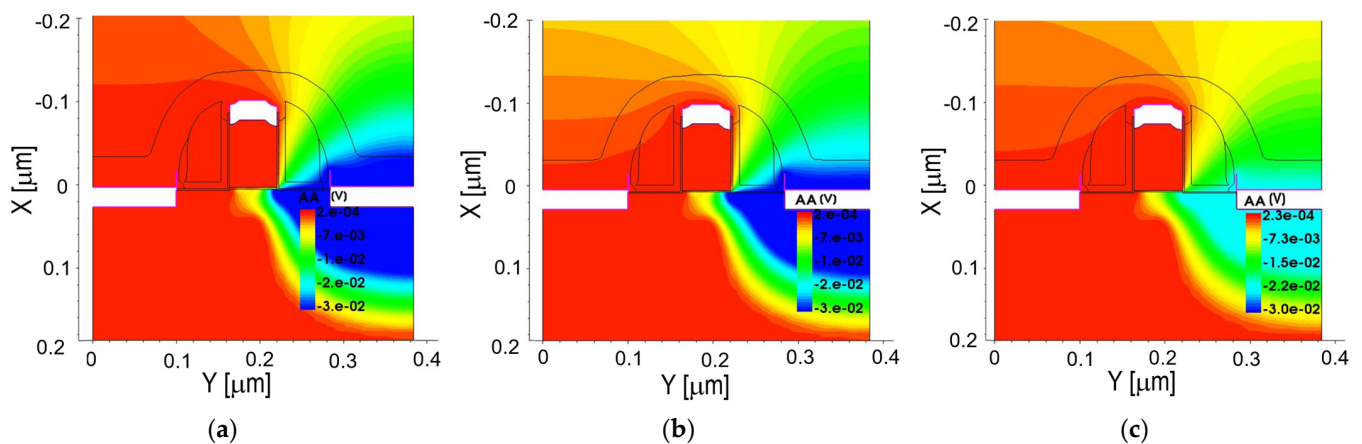 -0.2
-0.1
0
0.1
0.2
X [µm]
0
0.1
0.2
0.3
0.4
Y [µm]
AA (V)
2.e-04
-7.e-03
-1.e-02
-2.e-02
-3.e-02
(a)
-0.2
-0.1
0
0.1
0.2
X [µm]
0
0.1
0.2
0.3
0.4
Y [µm]
AA (V)
2.e-04
-7.e-03
-1.e-02
-2.e-02
-3.e-02
(b)
-0.2
-0.1
0
0.1
0.2
X [µm]
0
0.1
0.2
0.3
0.4
Y [µm]
AA (V)
2.3e-04
-7.3e-03
-1.5e-02
-2.2e-02
-3.0e-02
(c)